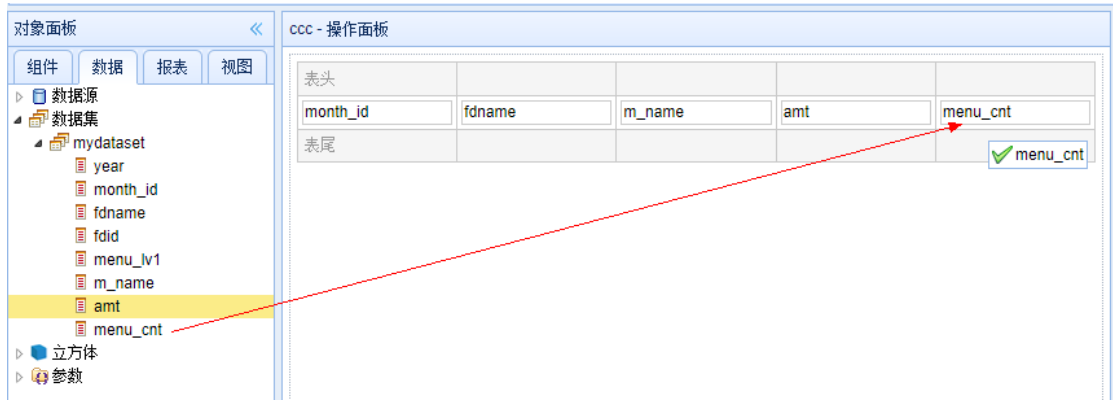 对象面板
组件 数据 报表 视图
数据源
数据集
mydataset
year
month_id
fdname
fdid
menu_lv1
m_name
amt
menu_cnt
立方体
参数
ccc - 操作面板
表头
month_id fdname m_name amt menu_cnt
表尾
menu_cnt